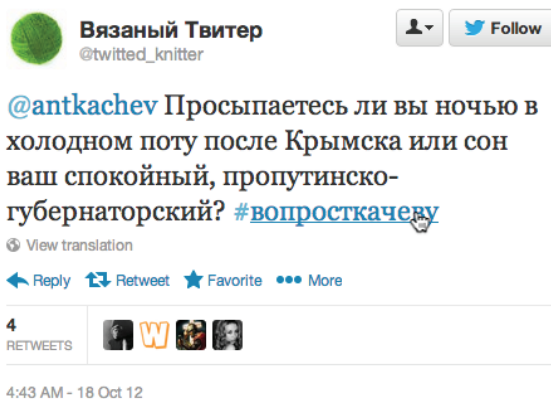 Вязаный Твитер
@twitted_knitter
Follow
@antkachev Просыпаетесь ли вы ночью в
холодном поту после Крымска или сон
ваш спокойный, пропутинско-
губернаторский? #вопросткачеву
View translation
Reply Retweet Favorite More
4
RETWEETS
W
4:43 AM - 18 Oct 12